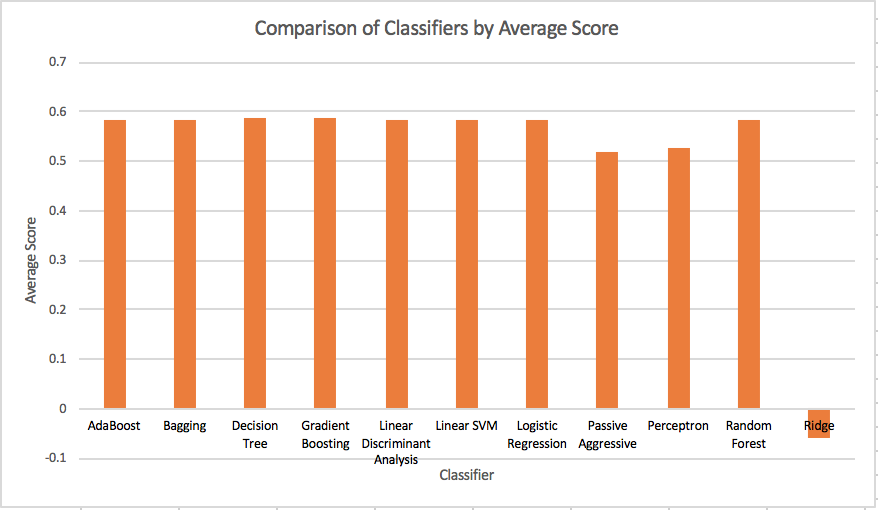 Comparison of Classifiers by Average Score
0.7
0.6
0.5
0.4
0.3
0.2
0.1
0
-0.1
Average Score
AdaBoost
Bagging
Decision
Tree
Gradient
Boosting
Linear
Discriminant
Analysis
Linear SVM
Logistic
Regression
Passive
Aggressive
Perceptron
Random
Forest
Ridge
Classifier